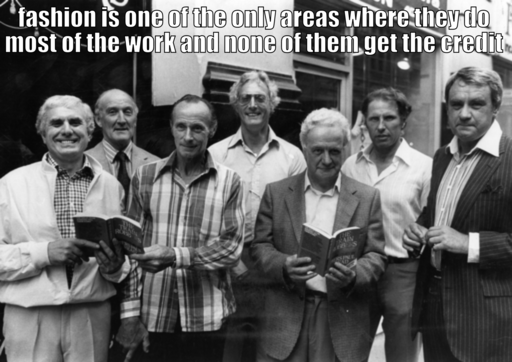 fashion is one of the only areas where they do
most of the work and none of them get the credit